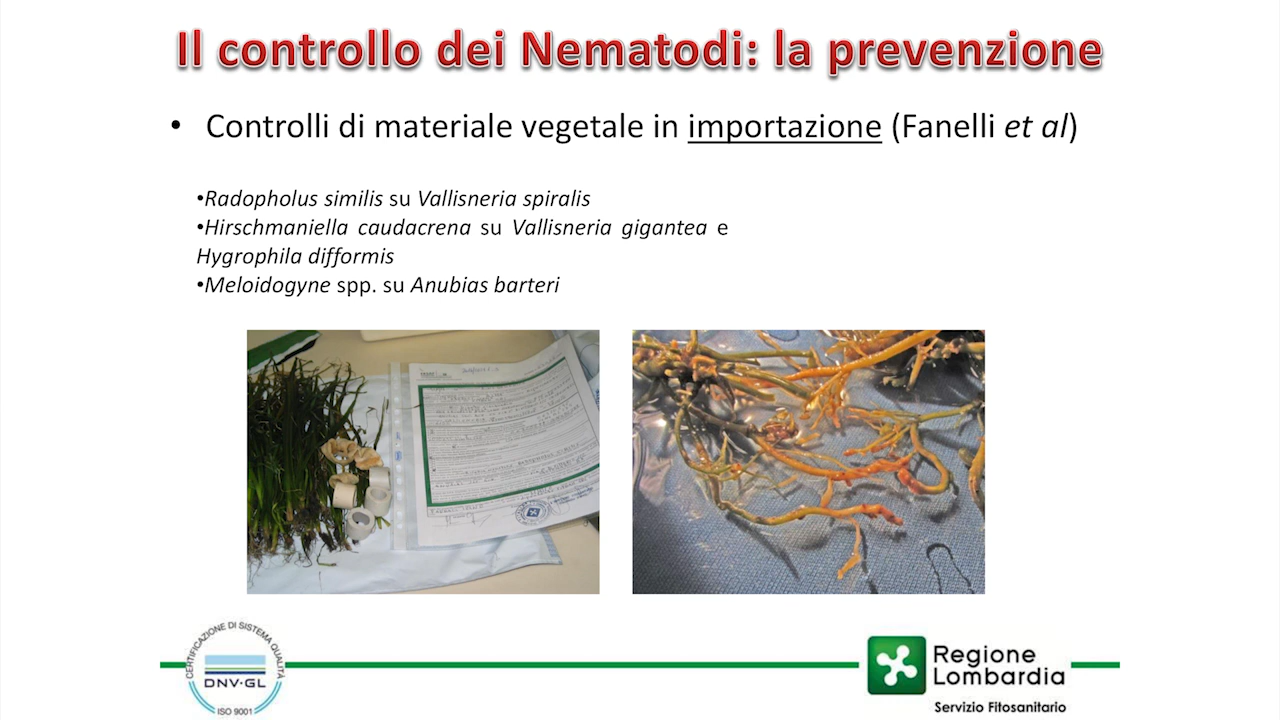 Il controllo dei Nematodi: la prevenzione
• Controlli di materiale vegetale in importazione (Fanelli et al)
•Radopholus similis su Vallisneria spiralis
•Hirschmaniella caudacrena su Vallisneria gigantea e
Hygrophila difformis
•Meloidogyne spp. su Anubias barteri
CERTIFICAZIONE DI SISTEMA QUALITÀ
DNV·GL
ISO 9001
Regione
Lombardia
Servizio Fitosanitario